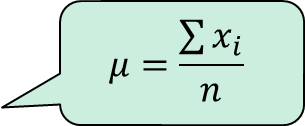 μ = ∑ xᵢ / n